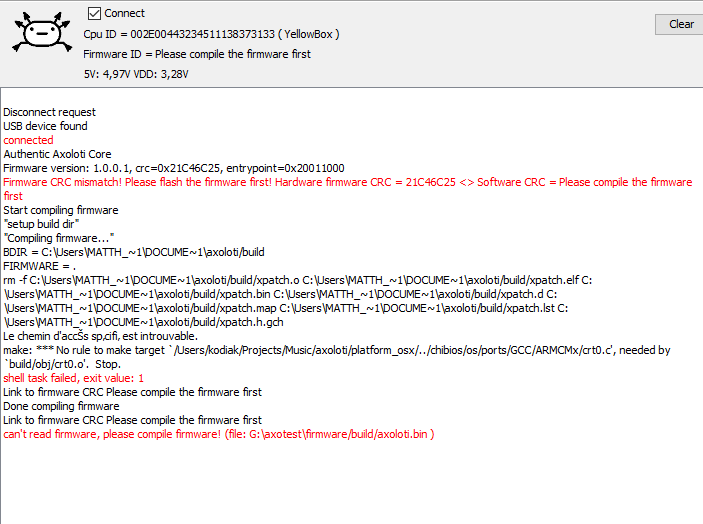 Connect
Clear
Cpu ID = 002E00443234511138373133 ( YellowBox )
Firmware ID = Please compile the firmware first
5V: 4,97V VDD: 3,28V
Disconnect request
USB device found
connected
Authentic Axoloti Core
Firmware version: 1.0.0.1, crc=0x21C46C25, entrypoint=0x20011000
Firmware CRC mismatch! Please flash the firmware first! Hardware firmware CRC = 21C46C25 <> Software CRC = Please compile the firmware
first
Start compiling firmware
"setup build dir"
"Compiling firmware..."
BDIR = C:\Users\MATTH_~1\DOCUME~1\axoloti/build
FIRMWARE = .
rm -f C:\Users\MATTH_~1\DOCUME~1\axoloti/build/xpatch.o C:\Users\MATTH_~1\DOCUME~1\axoloti/build/xpatch.elf C:
\Users\MATTH_~1\DOCUME~1\axoloti/build/xpatch.bin C:\Users\MATTH_~1\DOCUME~1\axoloti/build/xpatch.d C:
\Users\MATTH_~1\DOCUME~1\axoloti/build/xpatch.map C:\Users\MATTH_~1\DOCUME~1\axoloti/build/xpatch.lst C:
\Users\MATTH_~1\DOCUME~1\axoloti/build/xpatch.h.gch
Le chemin d'accŠs sp‚cifi‚ est introuvable.
make: *** No rule to make target `/Users/kodiak/Projects/Music/axoloti/platform_osx/../chibios/os/ports/GCC/ARMCMx/crt0.c', needed by
`build/obj/crt0.o'.  Stop.
shell task failed, exit value: 1
Link to firmware CRC Please compile the firmware first
Done compiling firmware
Link to firmware CRC Please compile the firmware first
can't read firmware, please compile firmware! (file: G:\axotest\firmware/build/axoloti.bin )